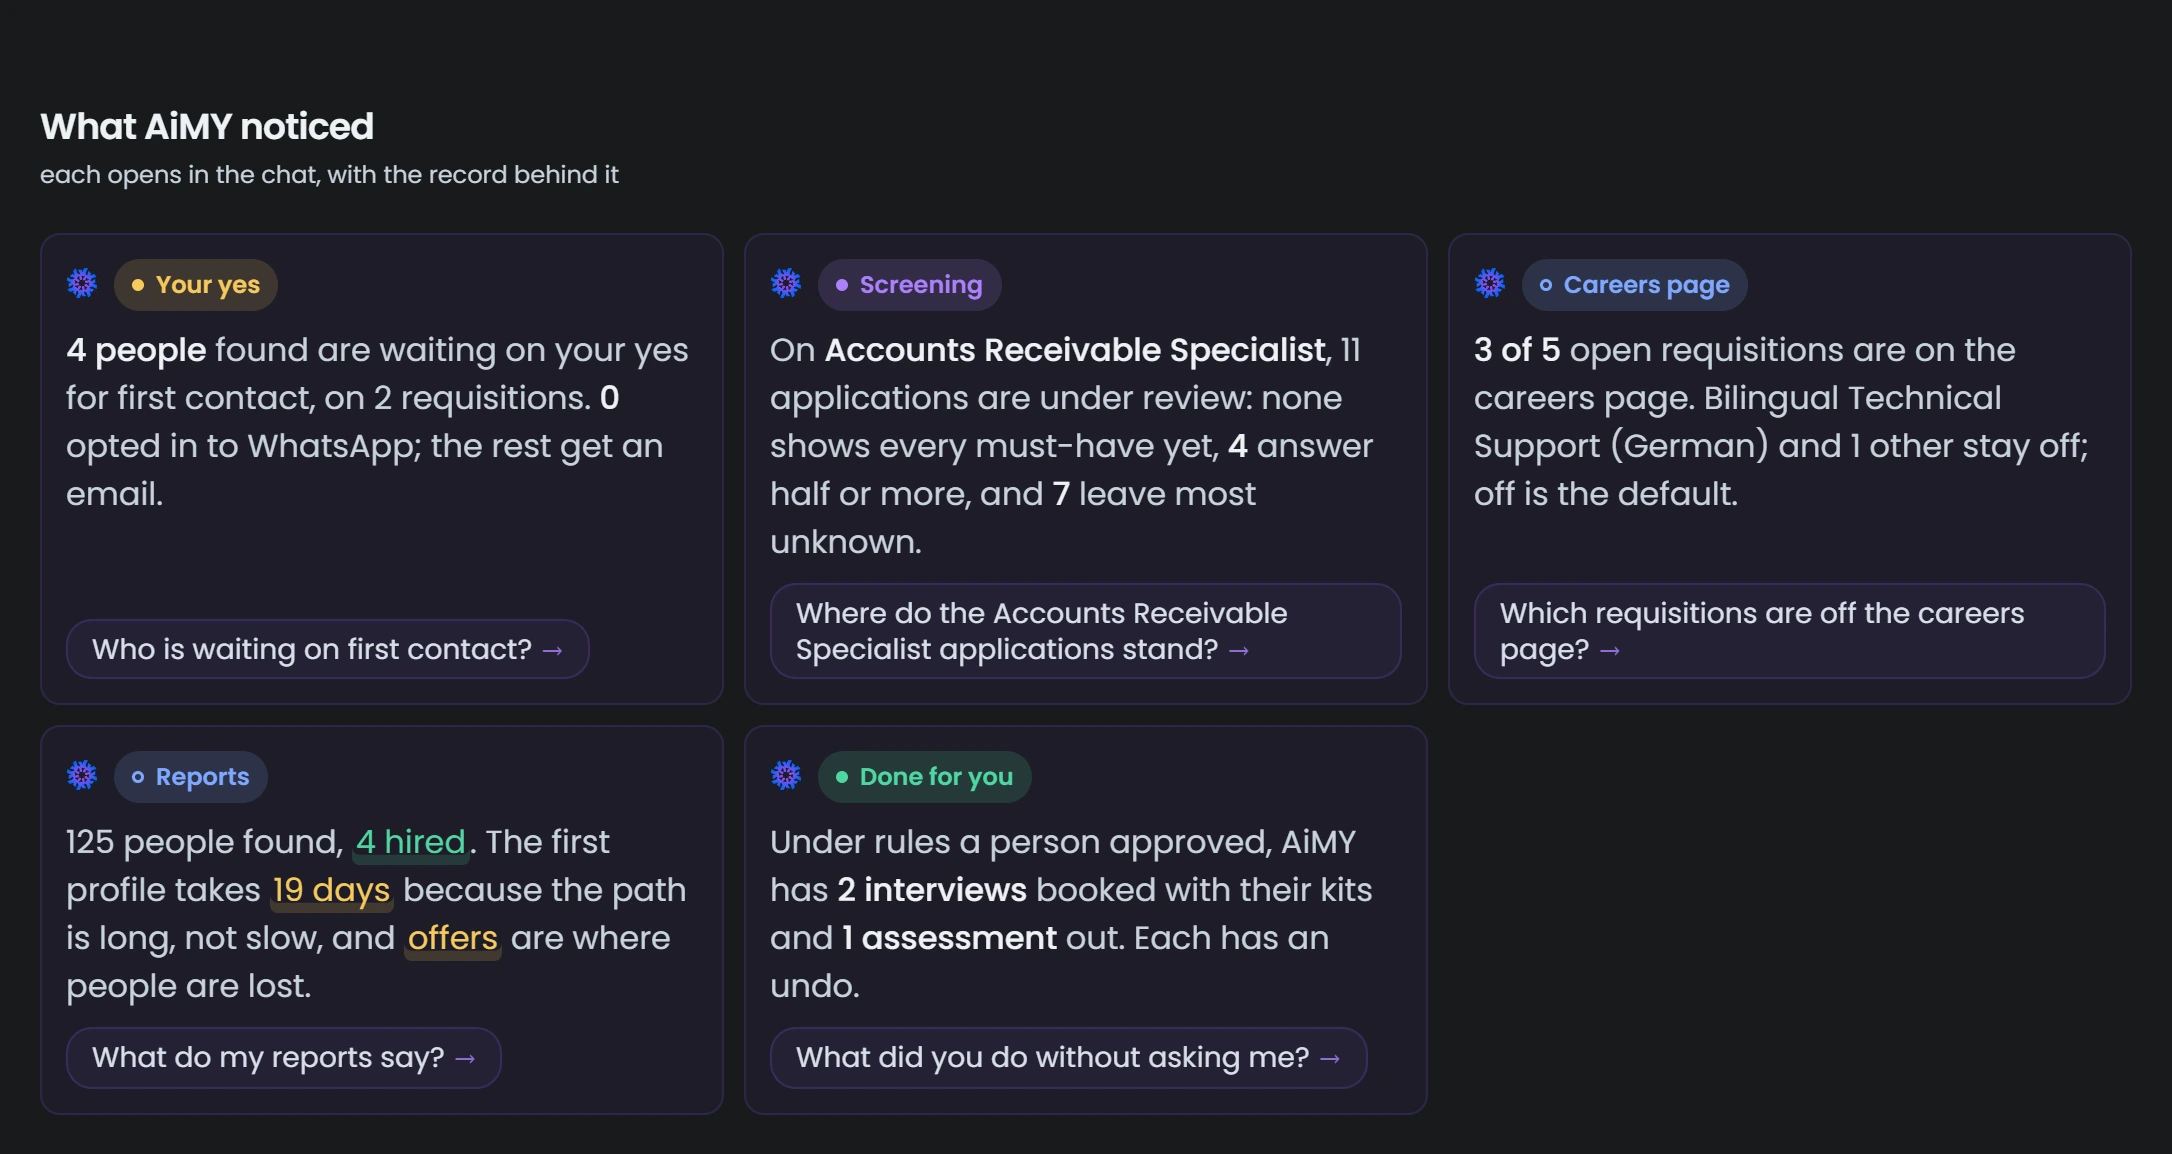 What AiMY noticed
each opens in the chat, with the record behind it
Your yes
4 people found are waiting on your yes
for first contact, on 2 requisitions. 0
opted in to WhatsApp; the rest get an
email.
Who is waiting on first contact? →
Screening
On Accounts Receivable Specialist, 11
applications are under review: none
shows every must-have yet, 4 answer
half or more, and 7 leave most
unknown.
Where do the Accounts Receivable
Specialist applications stand? →
Careers page
3 of 5 open requisitions are on the
careers page. Bilingual Technical
Support (German) and 1 other stay off;
off is the default.
Which requisitions are off the careers
page? →
Reports
125 people found, 4 hired. The first
profile takes 19 days because the path
is long, not slow, and offers are where
people are lost.
What do my reports say? →
Done for you
Under rules a person approved, AiMY
has 2 interviews booked with their kits
and 1 assessment out. Each has an
undo.
What did you do without asking me? →